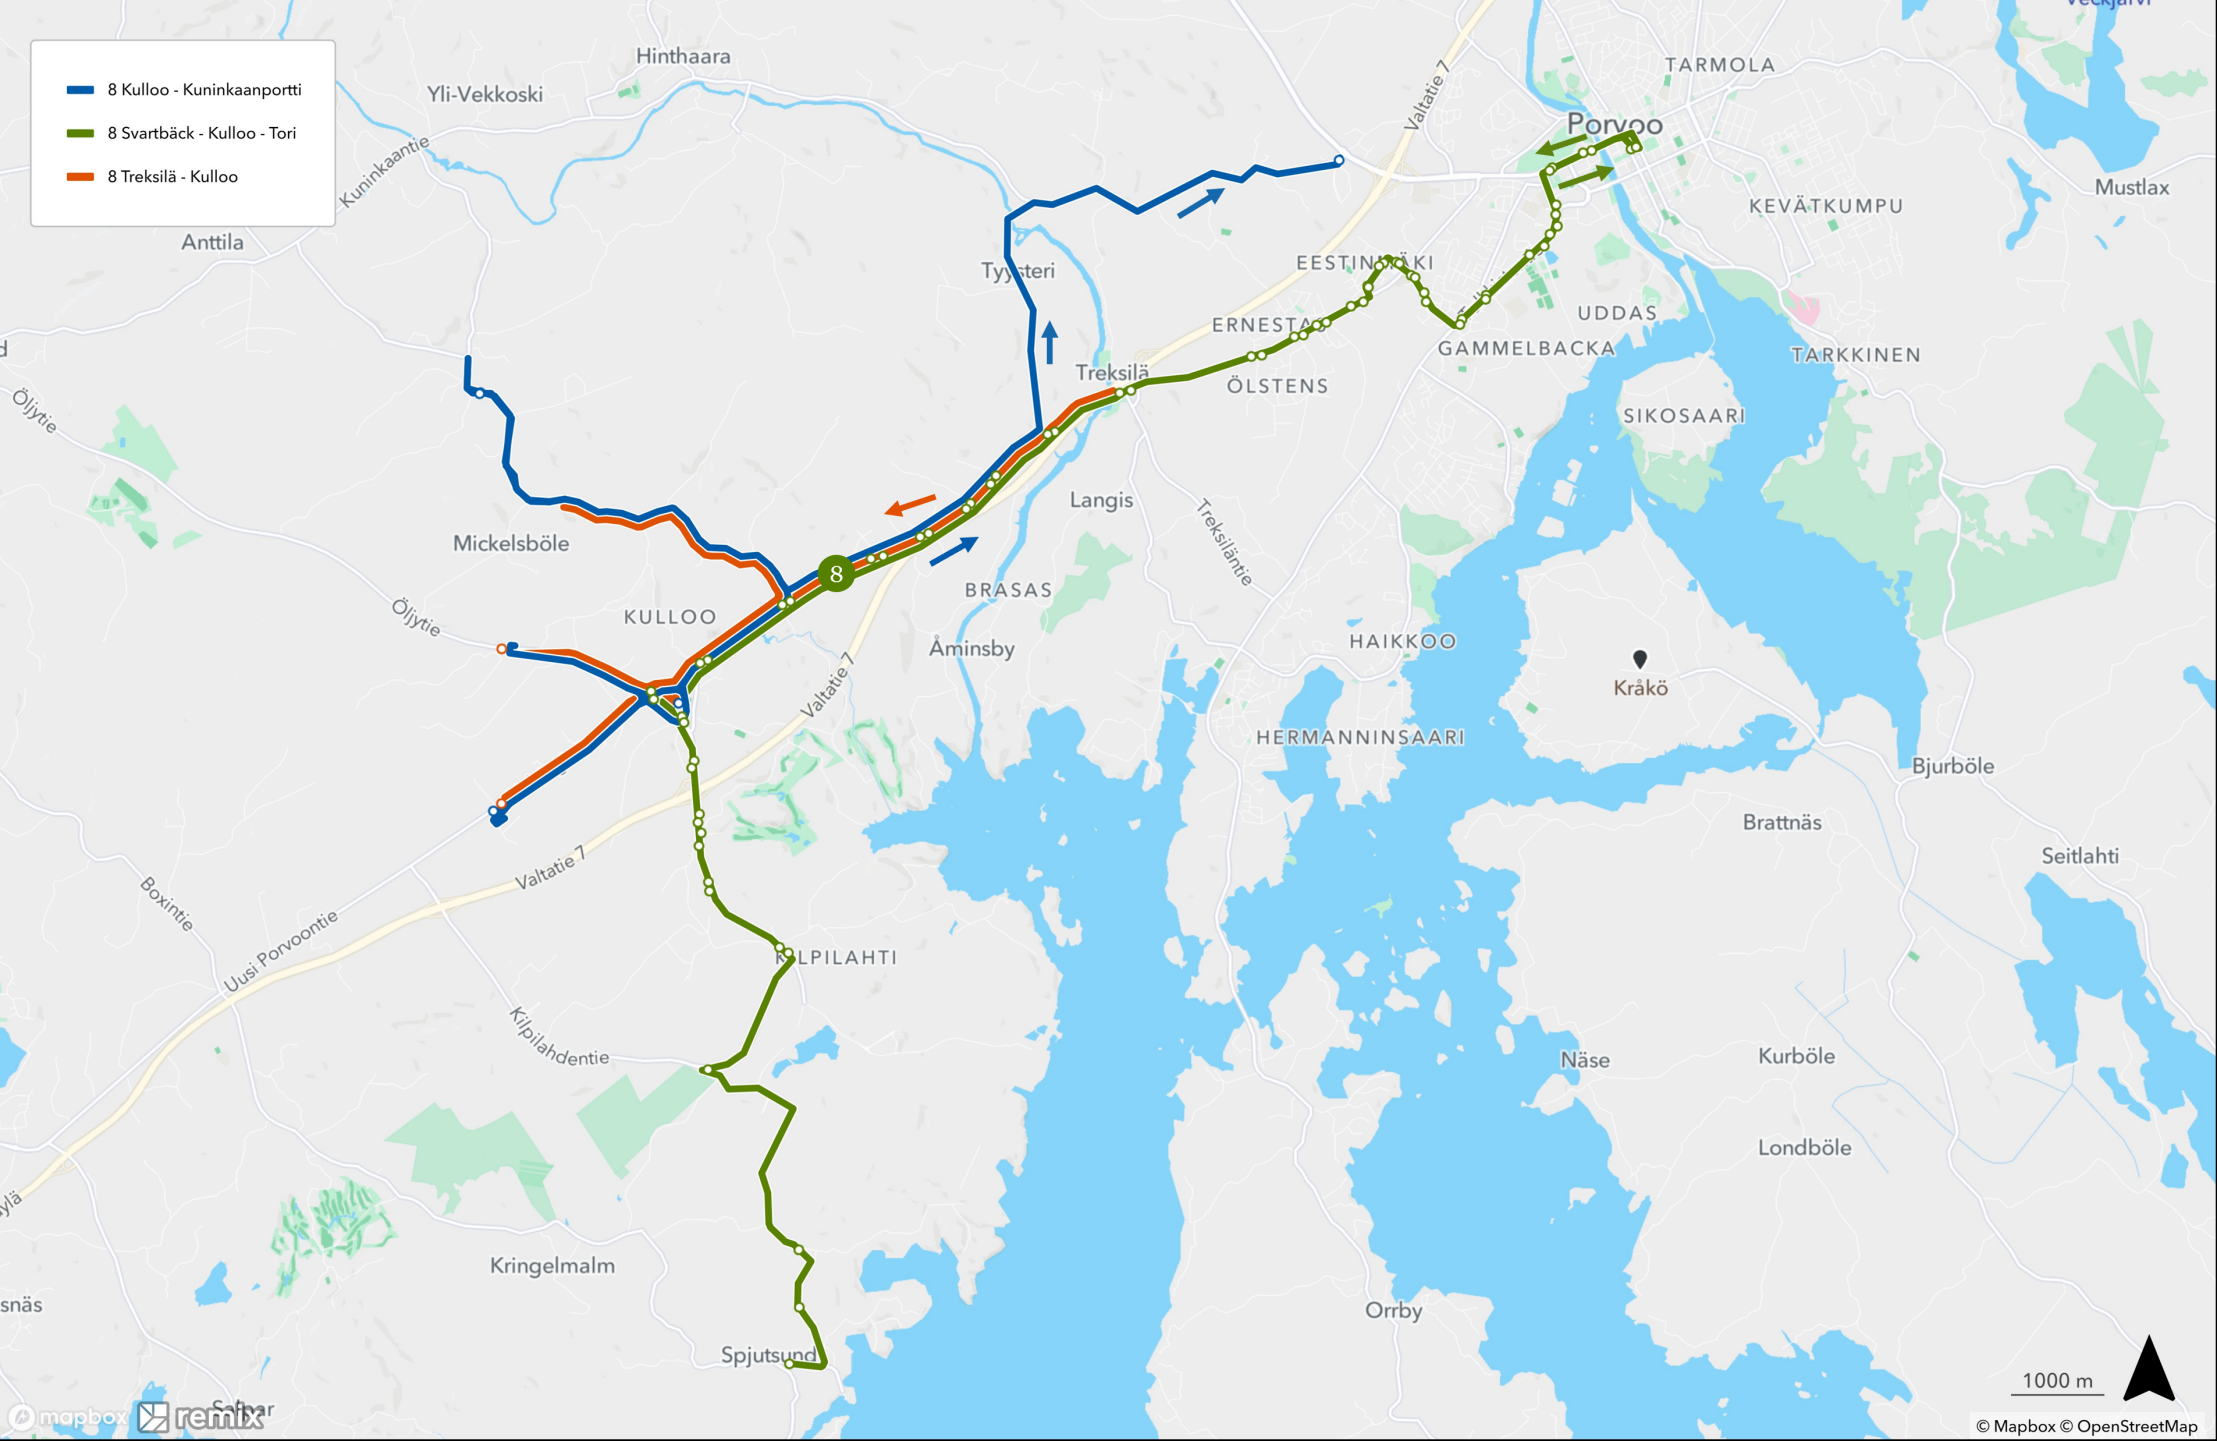 8 Kulloo - Kuninkaanportti
8 Svartbäck - Kulloo - Tori
8 Treksilä - Kulloo
Hinthaara
Yli-Vekkoski
Kuninkaantie
Anttila
Öljytie
Valtatie 7
TARMOLA
Porvoo
Mustlax
KEVÄTKUMPU
Tyysteri
EESTINMÄKI
ERNESTAS
UDDAS
GAMMELBACKA
TARKKINEN
Treksilä
ÖLSTENS
SIKOSAARI
Langis
Treksiläntie
Mickelsböle
8
BRASAS
KULLOO
Öljytie
Åminsby
HAIKKOO
Kråkö
Valtatie 7
HERMANNINSAARI
Bjurböle
Brattnäs
Seitlahti
Valtatie 7
Boxintie
Uusi Porvoontie
KILPILAHTI
Kilpilahdentie
Näse
Kurböle
Londböle
Kringelmalm
snäs
Orrby
Spjutsund
1000 m
mapbox
remix
© Mapbox © OpenStreetMap